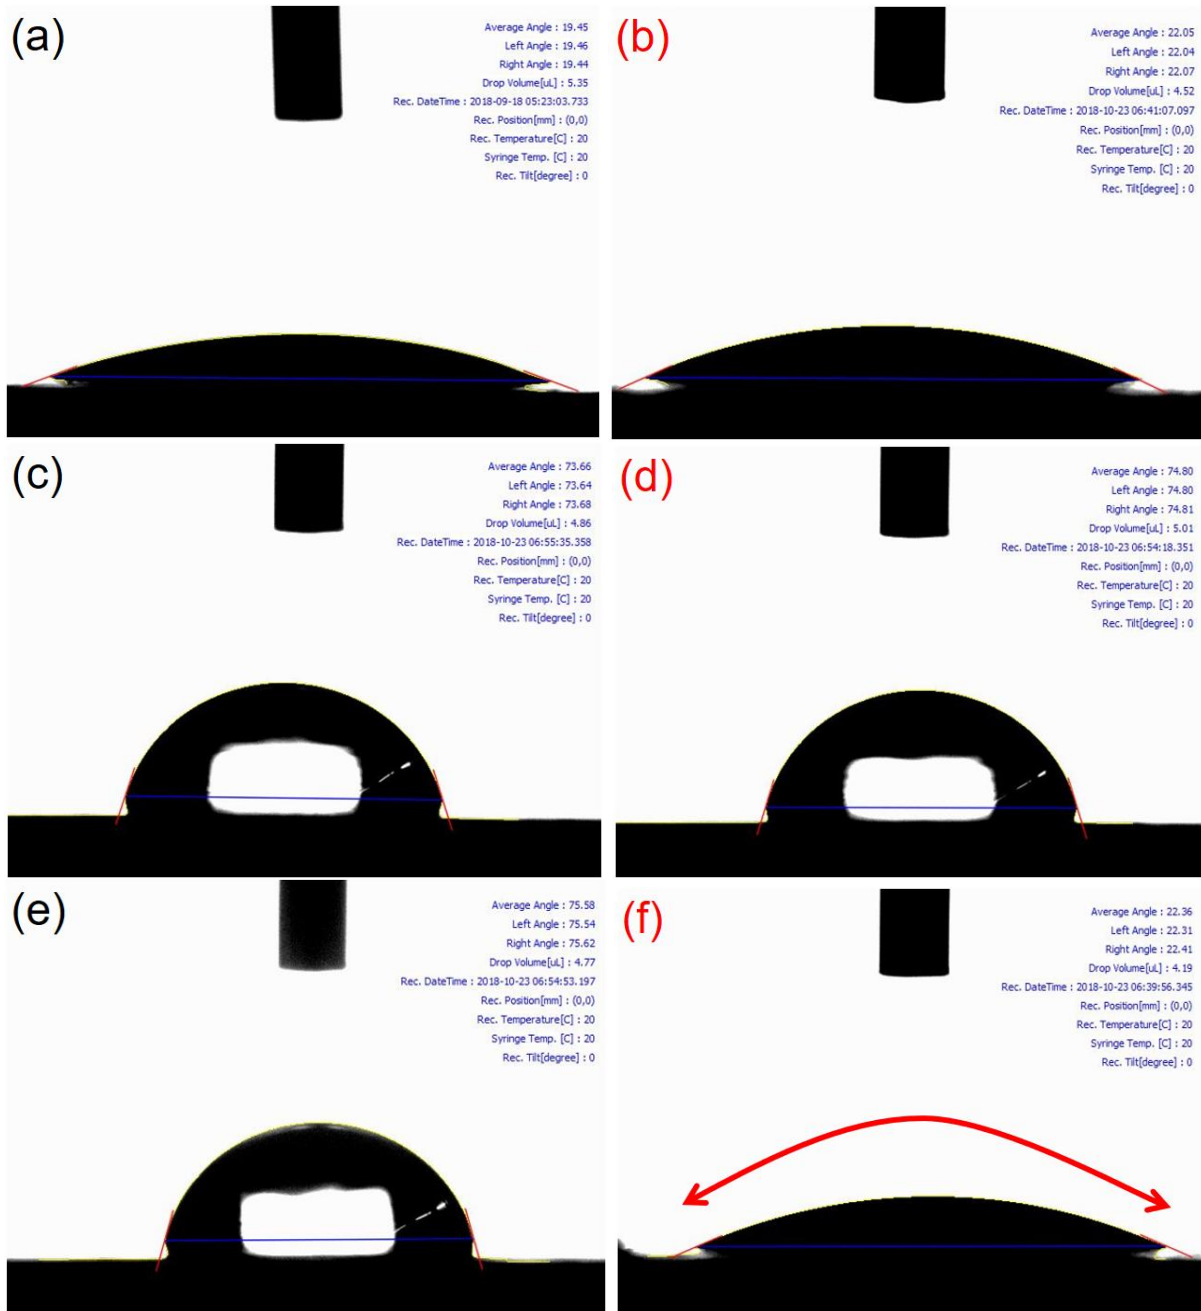 (a)
Average Angle : 19.45
Left Angle : 19.46
Right Angle : 19.44
Drop Volume[uL] : 5.35
Rec. DateTime : 2018-09-18 05:23:03.733
Rec. Position[mm] : (0,0)
Rec. Temperature[C] : 20
Syringe Temp. [C] : 20
Rec. Tilt[degree] : 0
(b)
Average Angle : 22.05
Left Angle : 22.04
Right Angle : 22.07
Drop Volume[uL] : 4.52
Rec. DateTime : 2018-10-23 06:41:07.097
Rec. Position[mm] : (0,0)
Rec. Temperature[C] : 20
Syringe Temp. [C] : 20
Rec. Tilt[degree] : 0
(c)
Average Angle : 73.66
Left Angle : 73.64
Right Angle : 73.68
Drop Volume[uL] : 4.86
Rec. DateTime : 2018-10-23 06:55:35.358
Rec. Position[mm] : (0,0)
Rec. Temperature[C] : 20
Syringe Temp. [C] : 20
Rec. Tilt[degree] : 0
(d)
Average Angle : 74.80
Left Angle : 74.80
Right Angle : 74.81
Drop Volume[uL] : 5.01
Rec. DateTime : 2018-10-23 06:54:18.351
Rec. Position[mm] : (0,0)
Rec. Temperature[C] : 20
Syringe Temp. [C] : 20
Rec. Tilt[degree] : 0
(e)
Average Angle : 75.58
Left Angle : 75.54
Right Angle : 75.62
Drop Volume[uL] : 4.77
Rec. DateTime : 2018-10-23 06:54:53.197
Rec. Position[mm] : (0,0)
Rec. Temperature[C] : 20
Syringe Temp. [C] : 20
Rec. Tilt[degree] : 0
(f)
Average Angle : 22.36
Left Angle : 22.31
Right Angle : 22.41
Drop Volume[uL] : 4.19
Rec. DateTime : 2018-10-23 06:39:56.345
Rec. Position[mm] : (0,0)
Rec. Temperature[C] : 20
Syringe Temp. [C] : 20
Rec. Tilt[degree] : 0